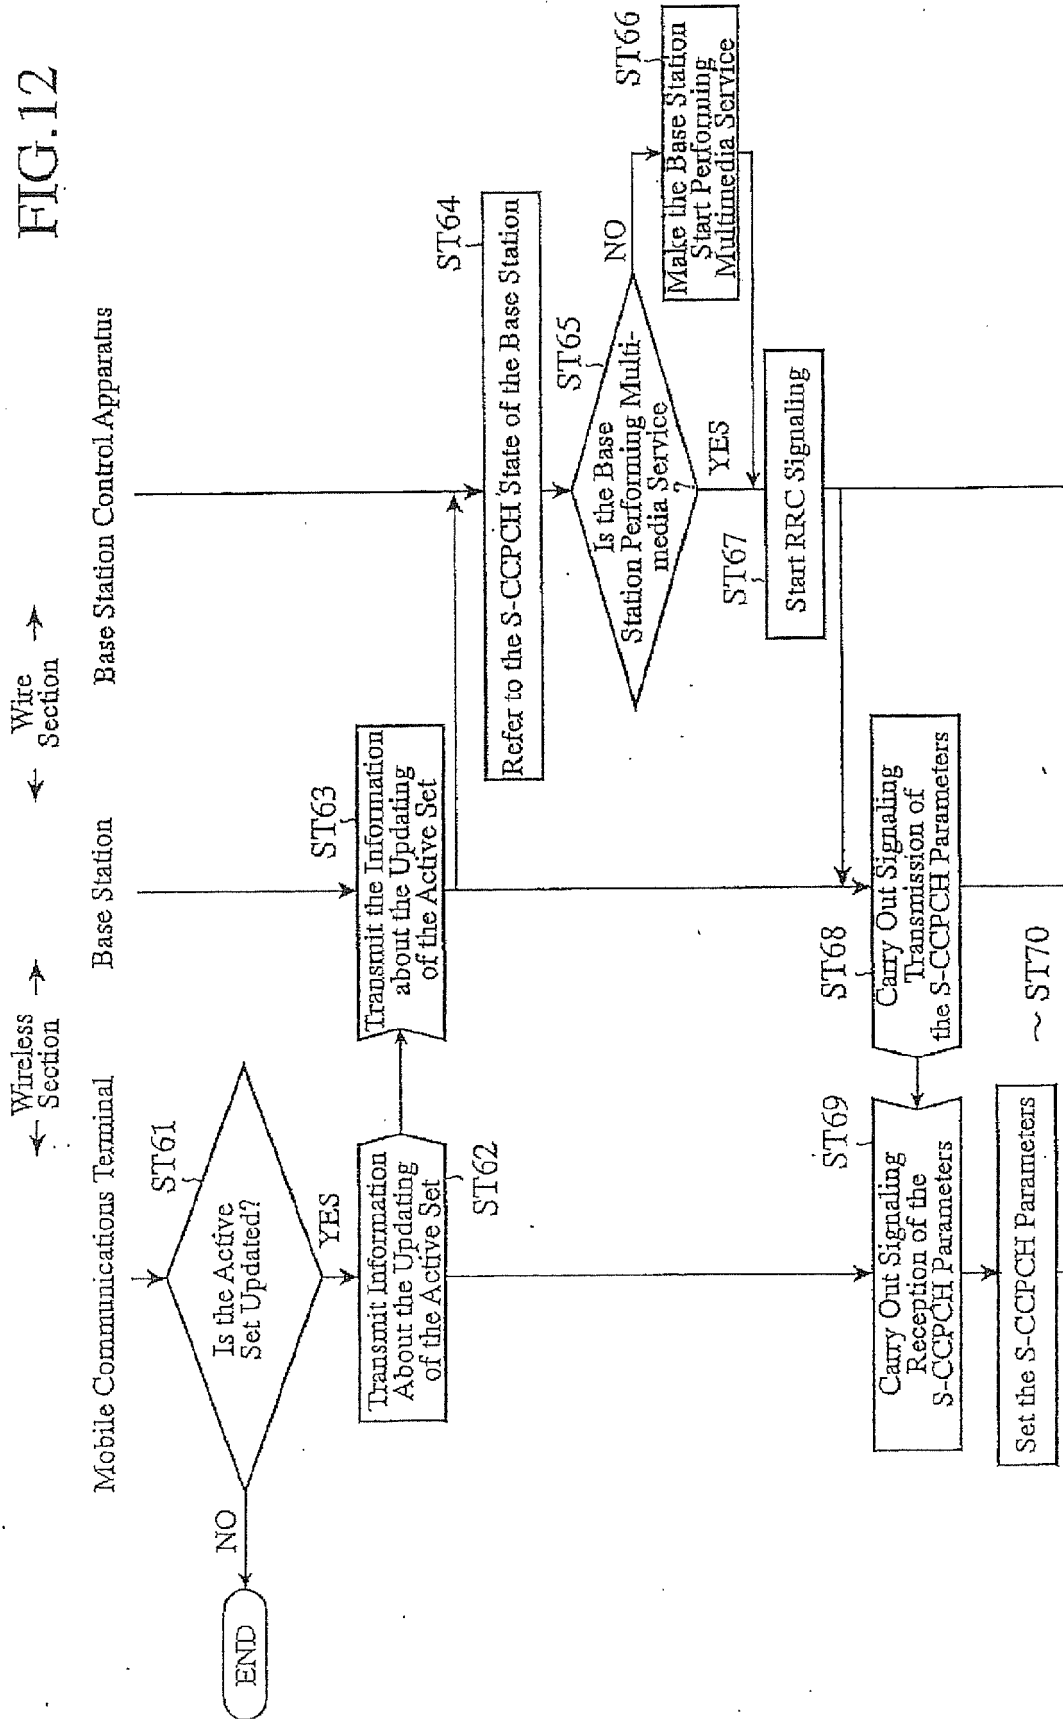 FIG.12
← Wireless →
Section
← Wire →
Section
Mobile Communications Terminal
Base Station
Base Station Control Apparatus
ST61
Is the Active
Set Updated?
NO
END
YES
Transmit Information
About the Updating
of the Active Set
ST62
ST63
Transmit the Information
about the Updating
of the Active Set
ST64
Refer to the S-CCPCH State of the Base Station
ST65
Is the Base
Station Performing Multi-
media Service
?
NO
YES
ST66
Make the Base Station
Start Performing
Multimedia Service
ST67
Start RRC Signaling
ST68
Carry Out Signaling
Transmission of
the S-CCPCH Parameters
ST69
Carry Out Signaling
Reception of the
S-CCPCH Parameters
Set the S-CCPCH Parameters
~ ST70